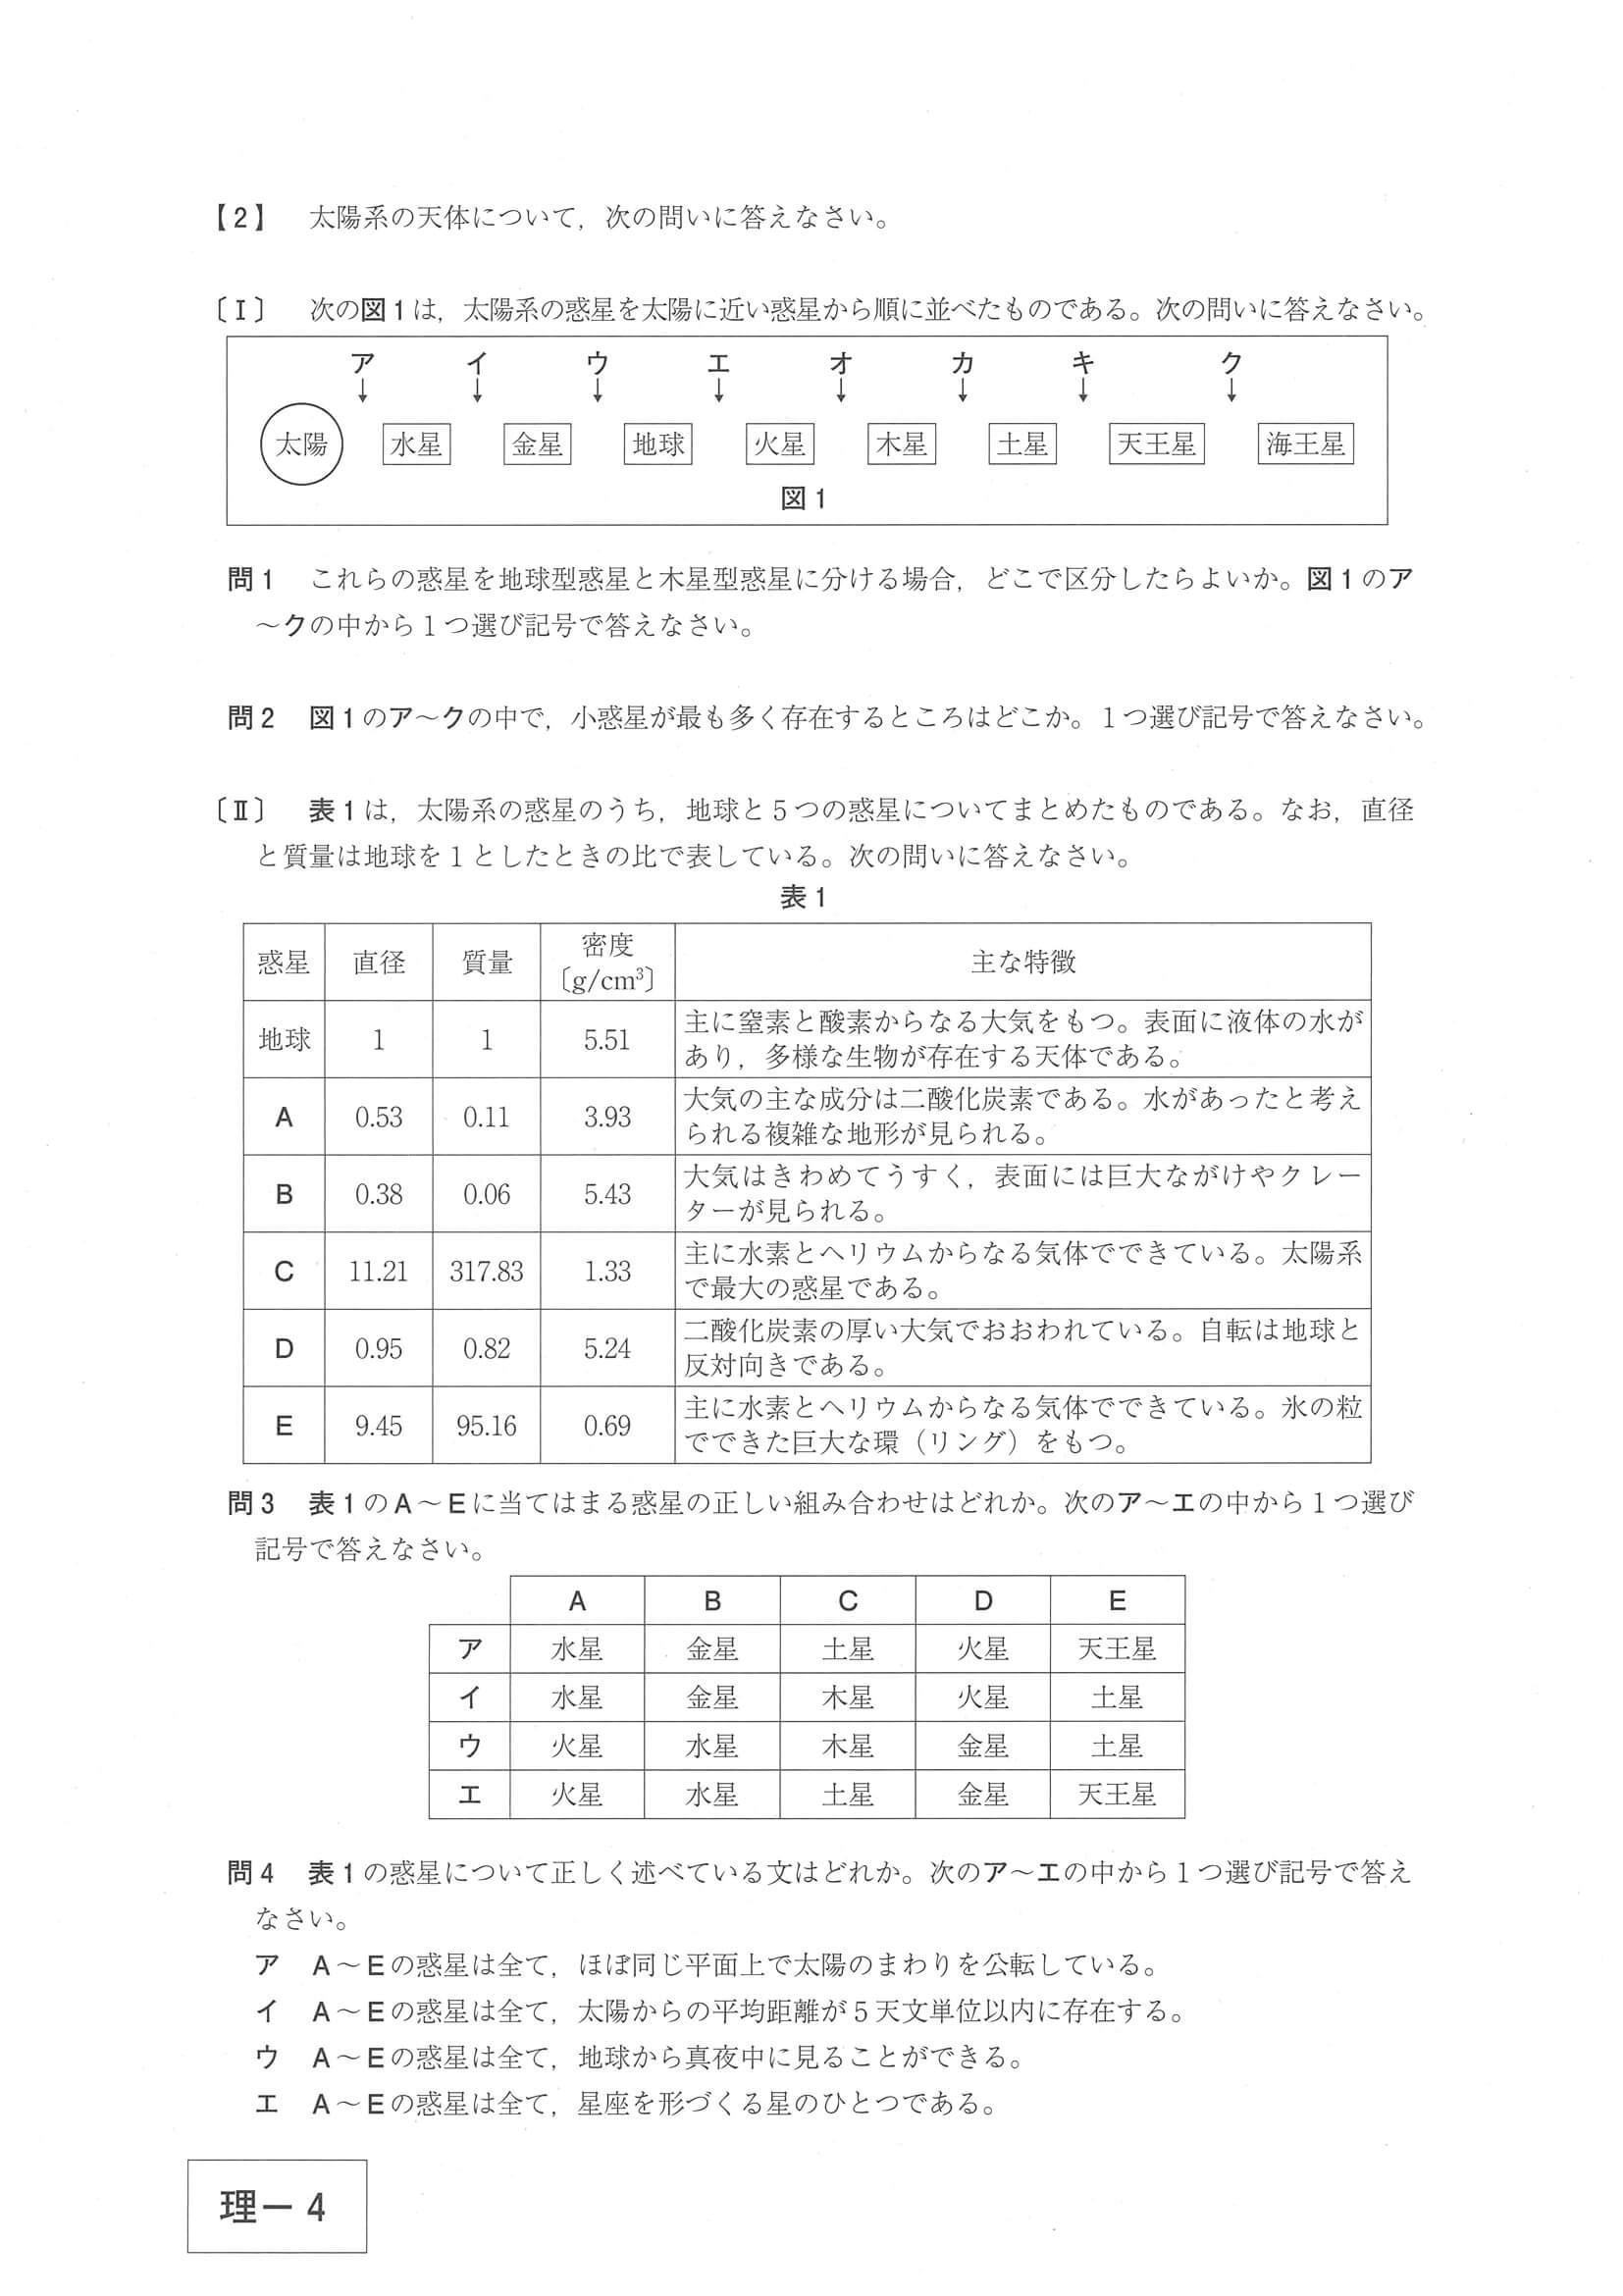 【2】　太陽系の天体について，次の問いに答えなさい。
〔Ⅰ〕　次の図1は，太陽系の惑星を太陽に近い惑星から順に並べたものである。次の問いに答えなさい。
ア　イ　ウ　エ　オ　カ　キ　ク
↓　↓　↓　↓　↓　↓　↓　↓
太陽　水星　金星　地球　火星　木星　土星　天王星　海王星
図1
問1　これらの惑星を地球型惑星と木星型惑星に分ける場合，どこで区分したらよいか。図1のア
～クの中から1つ選び記号で答えなさい。
問2　図1のア～クの中で，小惑星が最も多く存在するところはどこか。1つ選び記号で答えなさい。
〔Ⅱ〕　表1は，太陽系の惑星のうち，地球と5つの惑星についてまとめたものである。なお，直径
と質量は地球を1としたときの比で表している。次の問いに答えなさい。
表1
惑星　直径　質量　密度〔g/cm³〕　主な特徴
地球　1　1　5.51　主に窒素と酸素からなる大気をもつ。表面に液体の水が
あり，多様な生物が存在する天体である。
A　0.53　0.11　3.93　大気の主な成分は二酸化炭素である。水があったと考え
られる複雑な地形が見られる。
B　0.38　0.06　5.43　大気はきわめてうすく，表面には巨大ながけやクレー
ターが見られる。
C　11.21　317.83　1.33　主に水素とヘリウムからなる気体でできている。太陽系
で最大の惑星である。
D　0.95　0.82　5.24　二酸化炭素の厚い大気でおおわれている。自転は地球と
反対向きである。
E　9.45　95.16　0.69　主に水素とヘリウムからなる気体でできている。氷の粒
でできた巨大な環（リング）をもつ。
問3　表1のA～Eに当てはまる惑星の正しい組み合わせはどれか。次のア～エの中から1つ選び
記号で答えなさい。
A　B　C　D　E
ア　水星　金星　土星　火星　天王星
イ　水星　金星　木星　火星　土星
ウ　火星　水星　木星　金星　土星
エ　火星　水星　土星　金星　天王星
問4　表1の惑星について正しく述べている文はどれか。次のア～エの中から1つ選び記号で答え
なさい。
ア　A～Eの惑星は全て，ほぼ同じ平面上で太陽のまわりを公転している。
イ　A～Eの惑星は全て，太陽からの平均距離が5天文単位以内に存在する。
ウ　A～Eの惑星は全て，地球から真夜中に見ることができる。
エ　A～Eの惑星は全て，星座を形づくる星のひとつである。
理－4